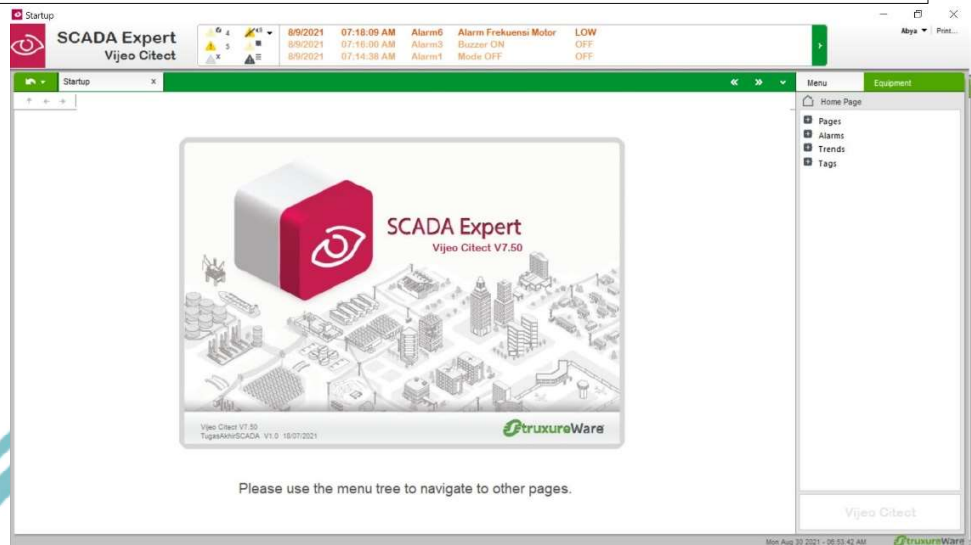 Startup
SCADA Expert
Vijeo Citect
4
x3
5
8/9/2021 07:18:09 AM Alarm6 Alarm Frekuensi Motor LOW
8/9/2021 07:16:00 AM Alarm3 Buzzer ON OFF
8/9/2021 07:14:38 AM Alarm1 Mode OFF OFF
Abya Print...
Startup x
Menu Equipment
Home Page
Pages
Alarms
Trends
Tags
SCADA Expert
Vijeo Citect V7.50
Vijeo Citect V7.50
TugasAkhirSCADA V1.0 18/07/2021
StruxureWare
Please use the menu tree to navigate to other pages.
Vijeo Citect
Mon Aug 30 2021 - 06:53:42 AM StruxureWare